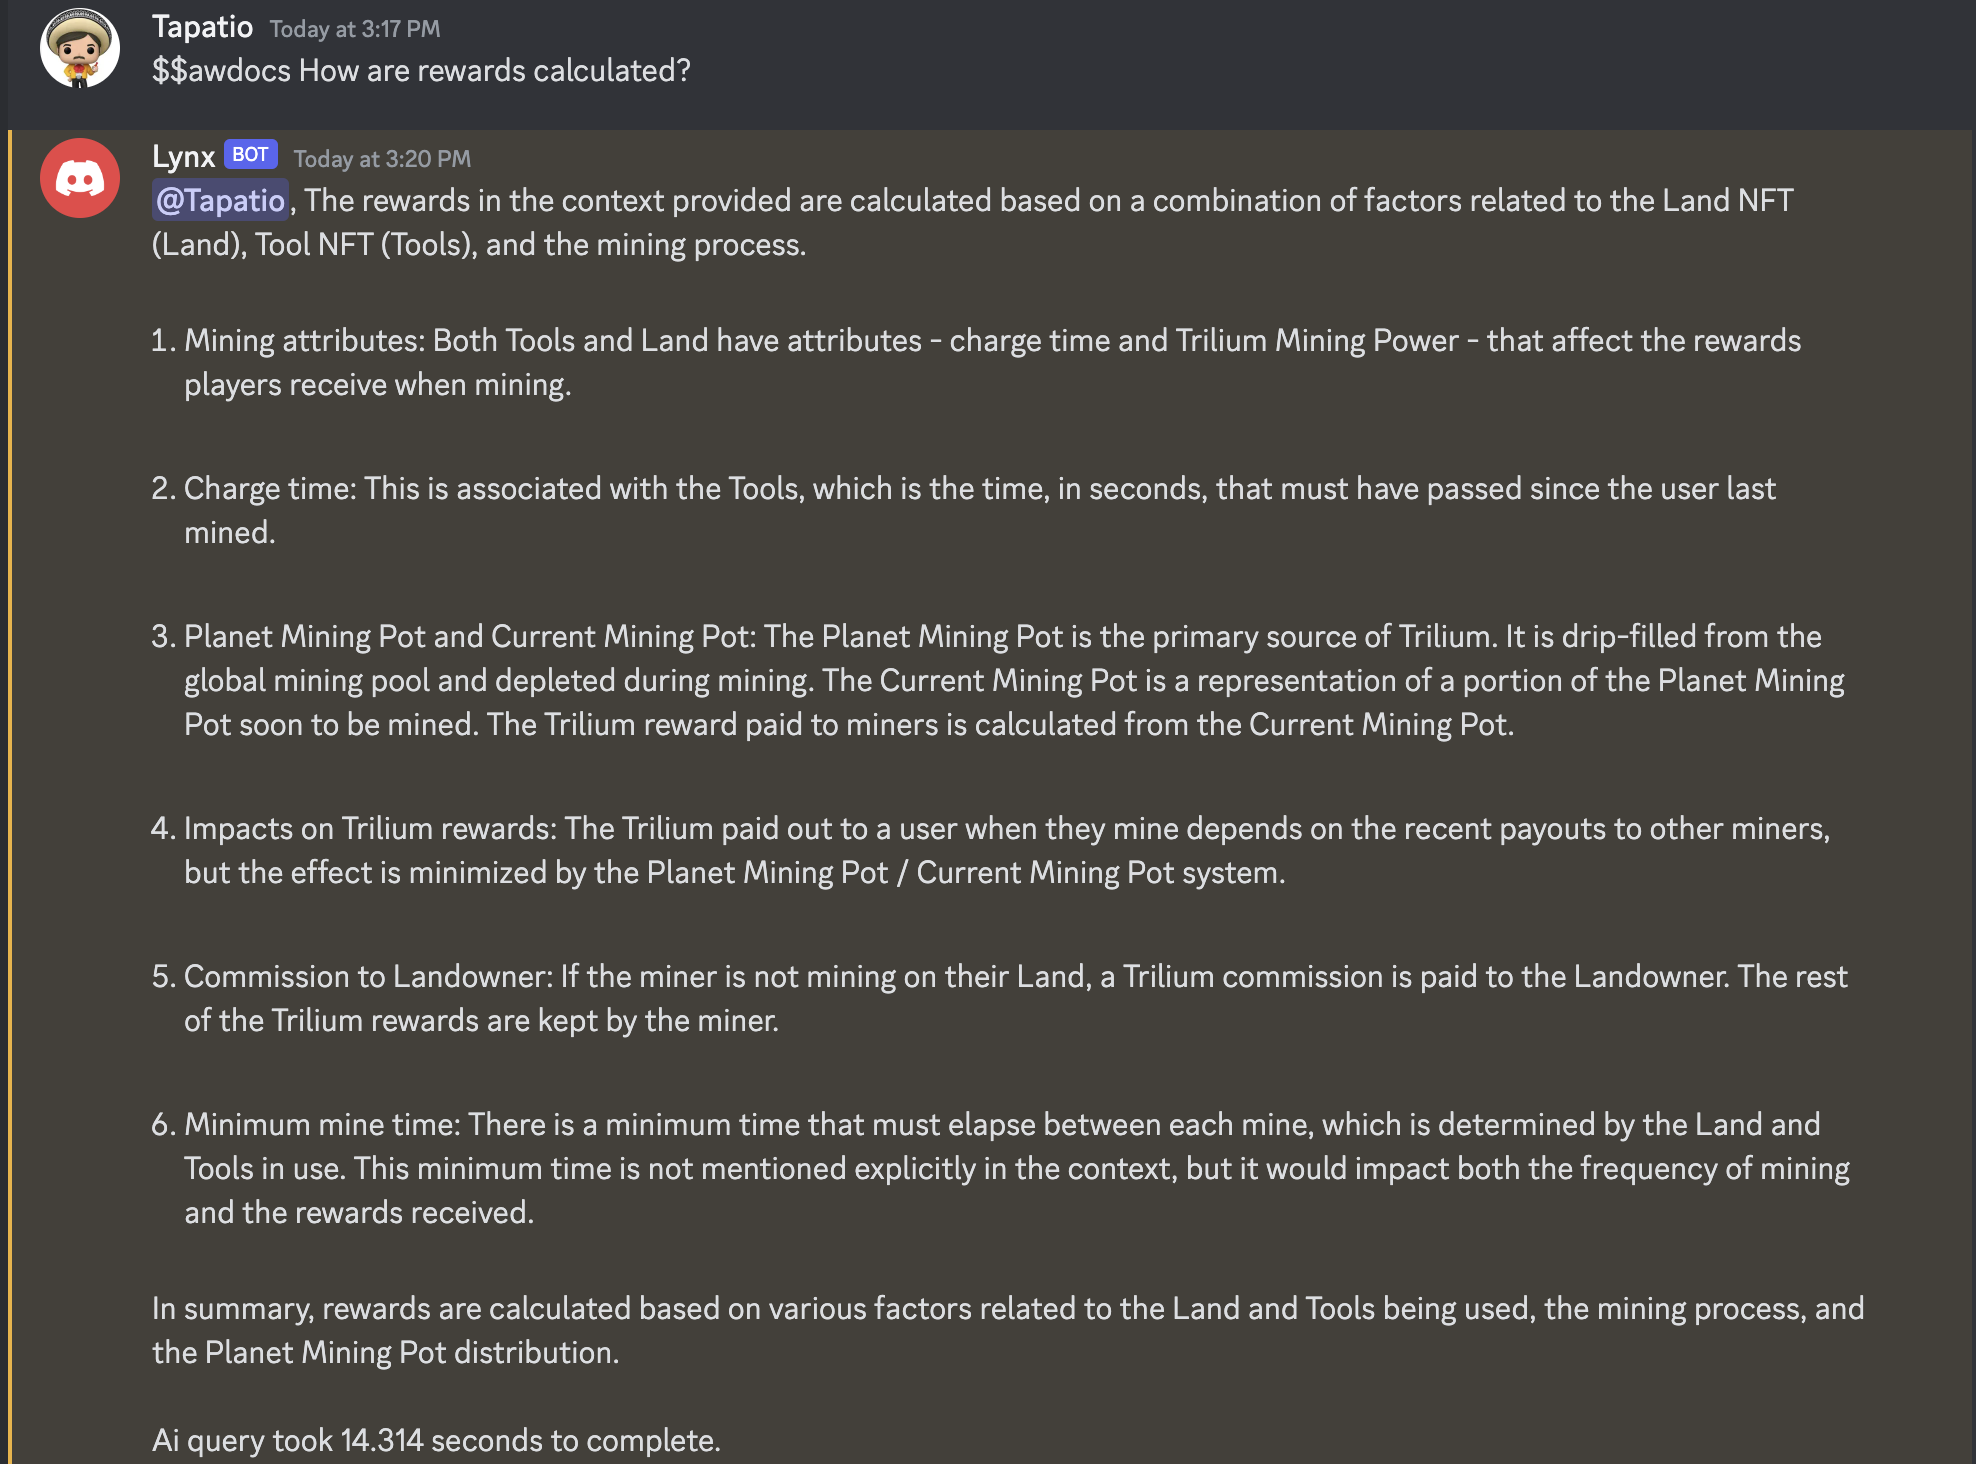 Tapatio Today at 3:17 PM
$$awdocs How are rewards calculated?
Lynx BOT Today at 3:20 PM
@Tapatio, The rewards in the context provided are calculated based on a combination of factors related to the Land NFT
(Land), Tool NFT (Tools), and the mining process.
1. Mining attributes: Both Tools and Land have attributes - charge time and Trilium Mining Power - that affect the rewards
players receive when mining.
2. Charge time: This is associated with the Tools, which is the time, in seconds, that must have passed since the user last
mined.
3. Planet Mining Pot and Current Mining Pot: The Planet Mining Pot is the primary source of Trilium. It is drip-filled from the
global mining pool and depleted during mining. The Current Mining Pot is a representation of a portion of the Planet Mining
Pot soon to be mined. The Trilium reward paid to miners is calculated from the Current Mining Pot.
4. Impacts on Trilium rewards: The Trilium paid out to a user when they mine depends on the recent payouts to other miners,
but the effect is minimized by the Planet Mining Pot / Current Mining Pot system.
5. Commission to Landowner: If the miner is not mining on their Land, a Trilium commission is paid to the Landowner. The rest
of the Trilium rewards are kept by the miner.
6. Minimum mine time: There is a minimum time that must elapse between each mine, which is determined by the Land and
Tools in use. This minimum time is not mentioned explicitly in the context, but it would impact both the frequency of mining
and the rewards received.
In summary, rewards are calculated based on various factors related to the Land and Tools being used, the mining process, and
the Planet Mining Pot distribution.
Ai query took 14.314 seconds to complete.